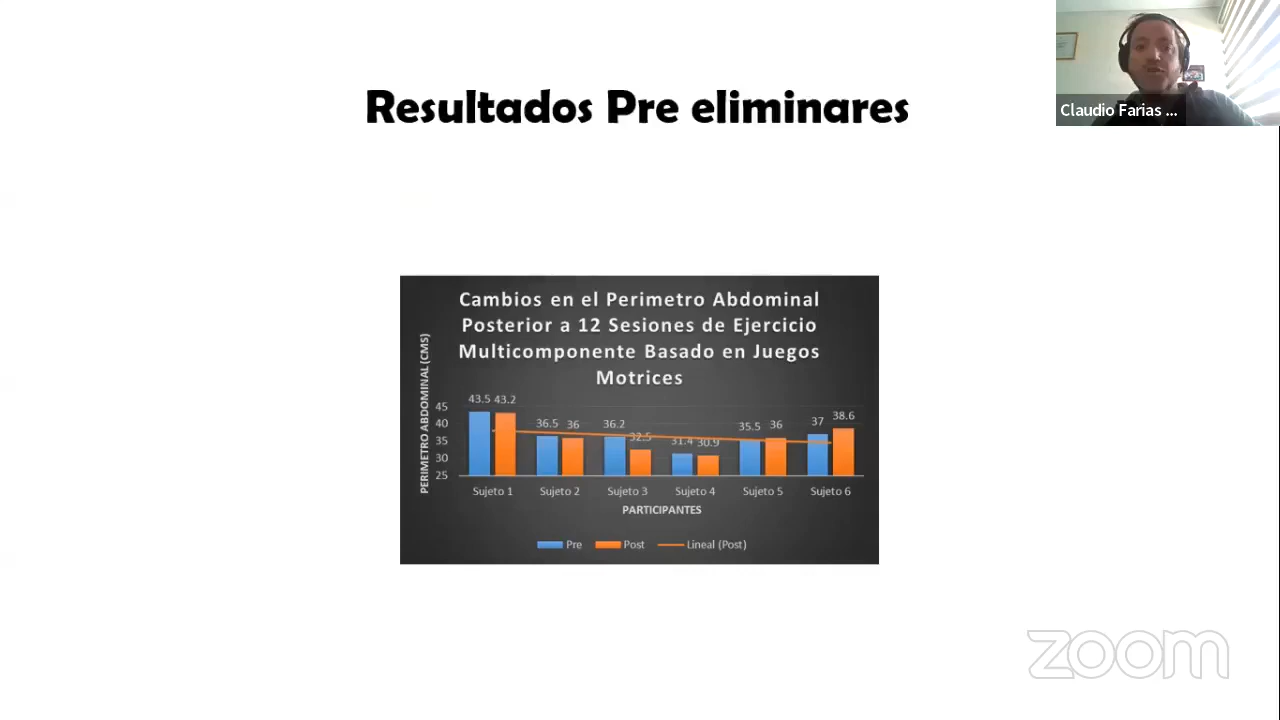 Resultados Pre eliminares
Claudio Farias ...
Cambios en el Perimetro Abdominal
Posterior a 12 Sesiones de Ejercicio
Multicomponente Basado en Juegos
Motrices
PERIMETRO ABDOMINAL (CMS)
45
40
35
30
25
43.5 43.2
36.5 36
36.2 32.5
31.4 30.9
35.5 36
37 38.6
Sujeto 1 Sujeto 2 Sujeto 3 Sujeto 4 Sujeto 5 Sujeto 6
PARTICIPANTES
Pre Post Lineal (Post)
zoom